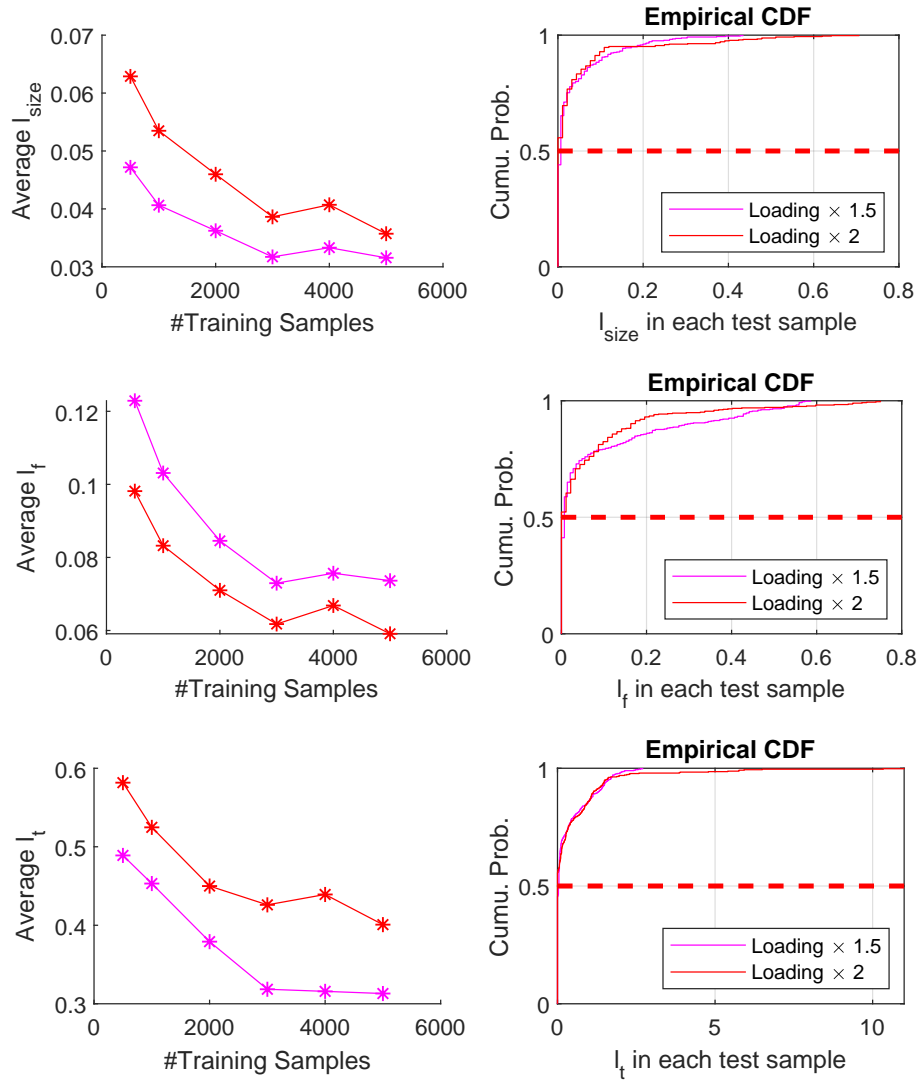 0.07
0.06
0.05
0.04
0.03
Average I_size
0
2000
4000
6000
#Training Samples
Empirical CDF
1
0.5
0
Cumu. Prob.
Loading × 1.5
Loading × 2
0
0.2
0.4
0.6
0.8
I_size in each test sample
0.12
0.1
0.08
0.06
Average I_f
0
2000
4000
6000
#Training Samples
Empirical CDF
1
0.5
0
Cumu. Prob.
Loading × 1.5
Loading × 2
0
0.2
0.4
0.6
0.8
I_f in each test sample
0.6
0.5
0.4
0.3
Average I_t
0
2000
4000
6000
#Training Samples
Empirical CDF
1
0.5
0
Cumu. Prob.
Loading × 1.5
Loading × 2
0
5
10
I_t in each test sample